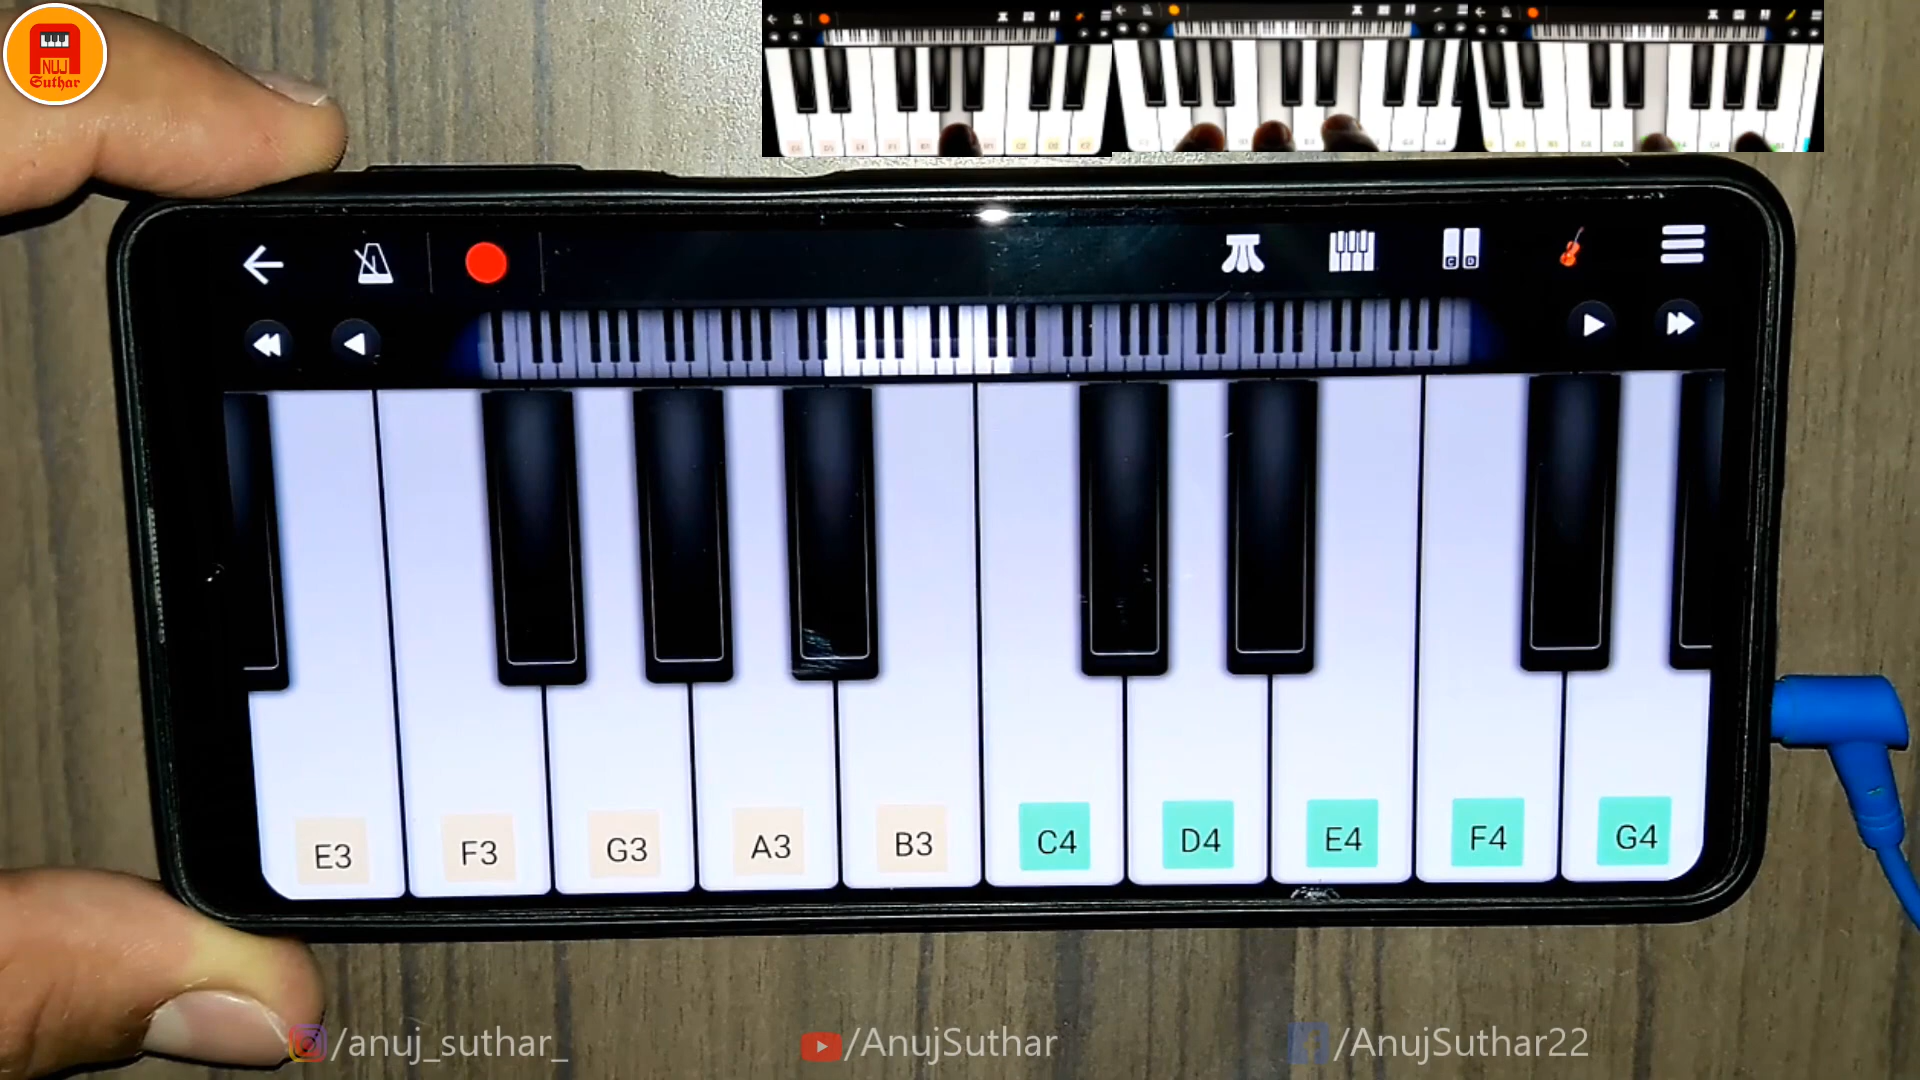 NUJ
Suthar
C D
E3 F3 G3 A3 B3 C4 D4 E4 F4 G4
/anuj_suthar_ /AnujSuthar /AnujSuthar22